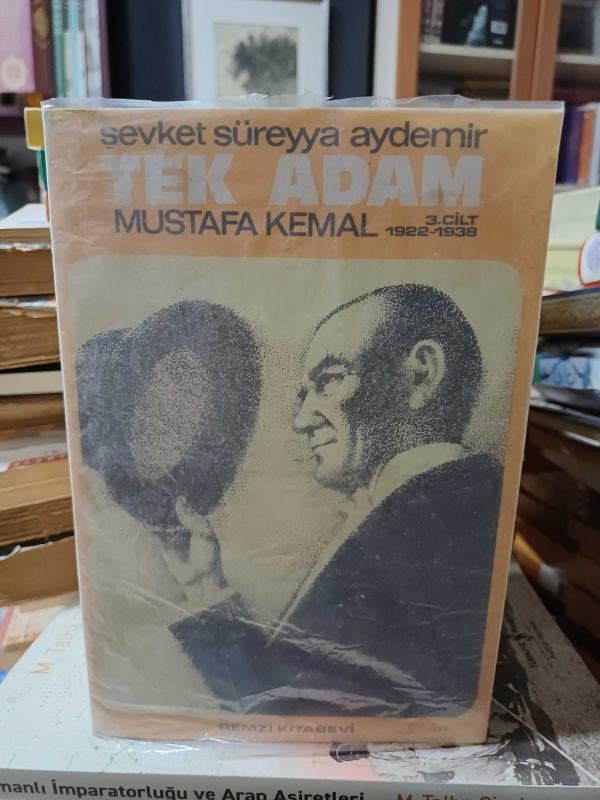 şevket süreyya aydemir
TEK ADAM
MUSTAFA KEMAL
3.CİLT
1922-1938
REMZİ KİTABEVİ
M. Talha
manlı İmparatorluğu ve Arap Aşiretleri
M. Talha